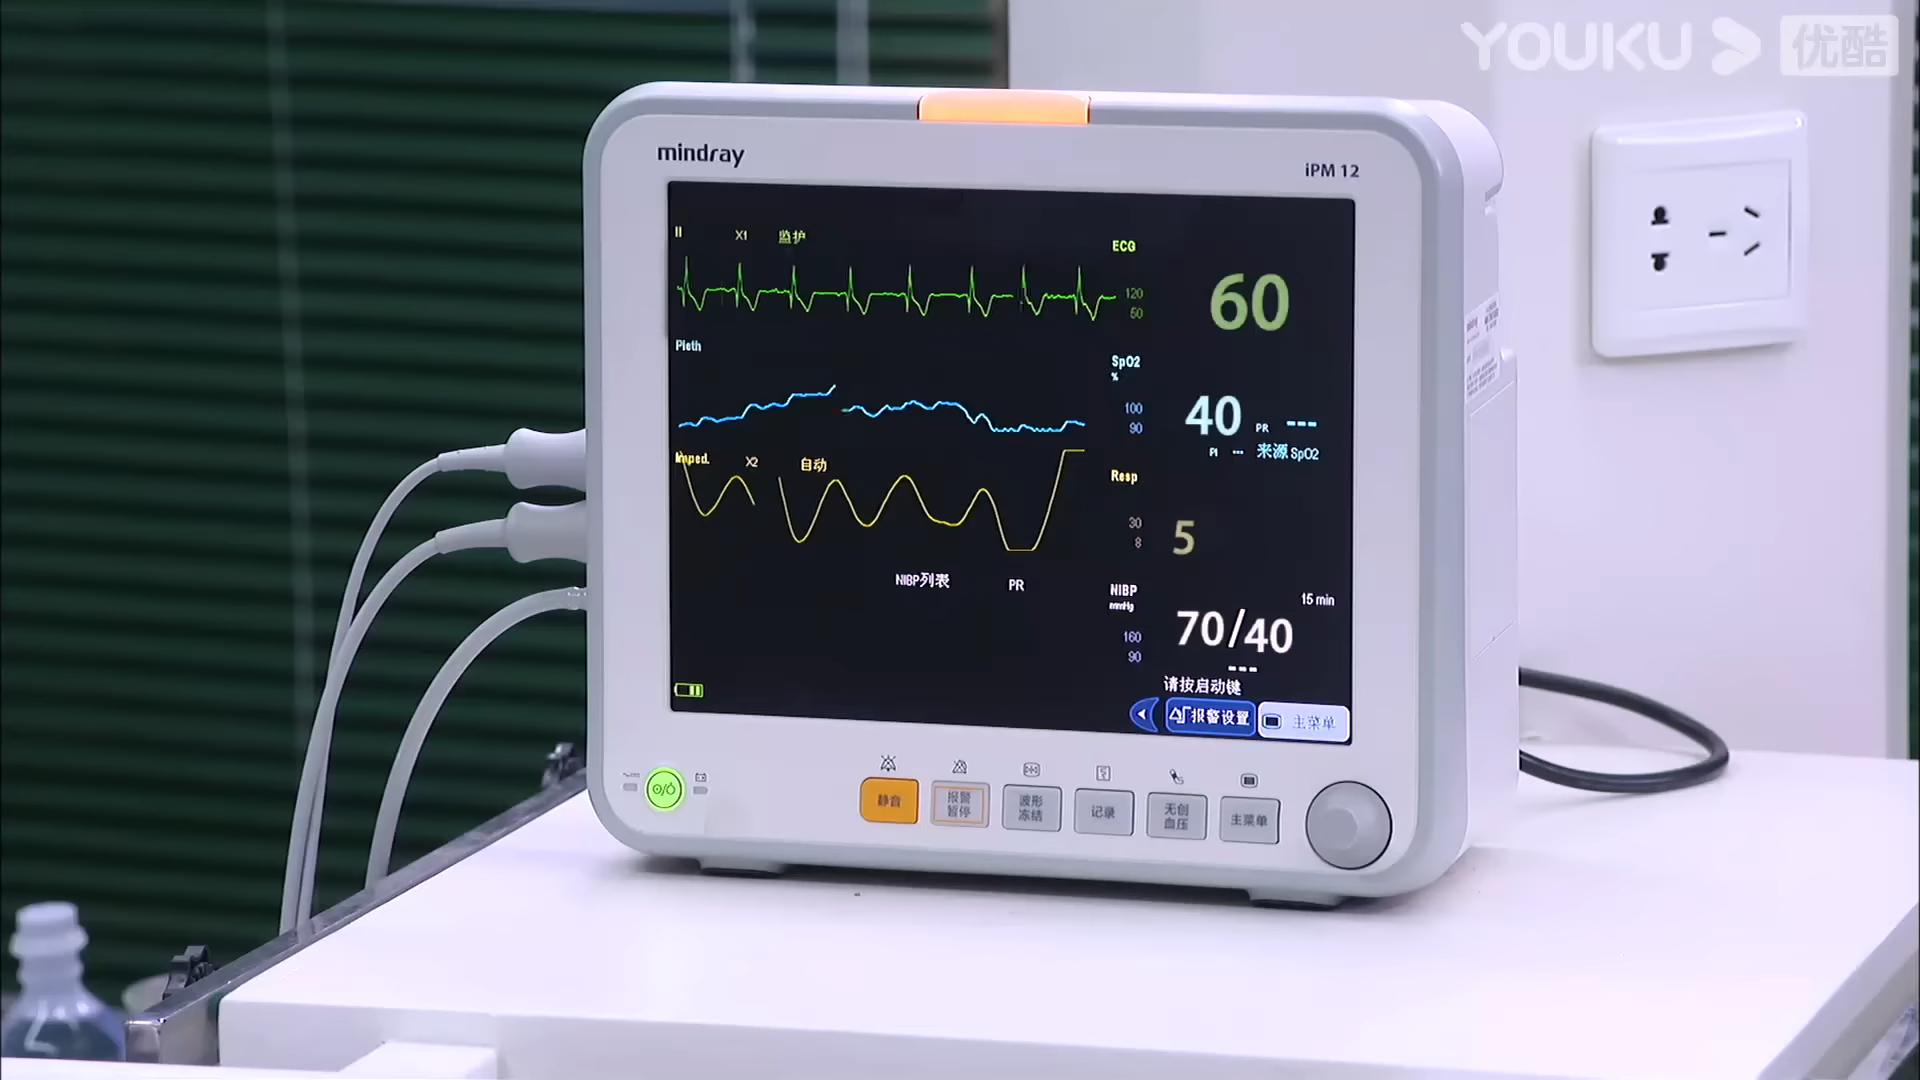 YOUKU 优酷
mindray
iPM 12
II X1 监护
ECG
120
50
60
Pleth
SpO2
%
100
90
40 PR ---
PI --- 来源 SpO2
Imped. X2 自动
Resp
30
8
5
NIBP列表 PR
NIBP
mmHg
15 min
160
90
70/40
---
请按启动键
报警设置
主菜单
静音
报警
暂停
波形
冻结
记录
无创
血压
主菜单